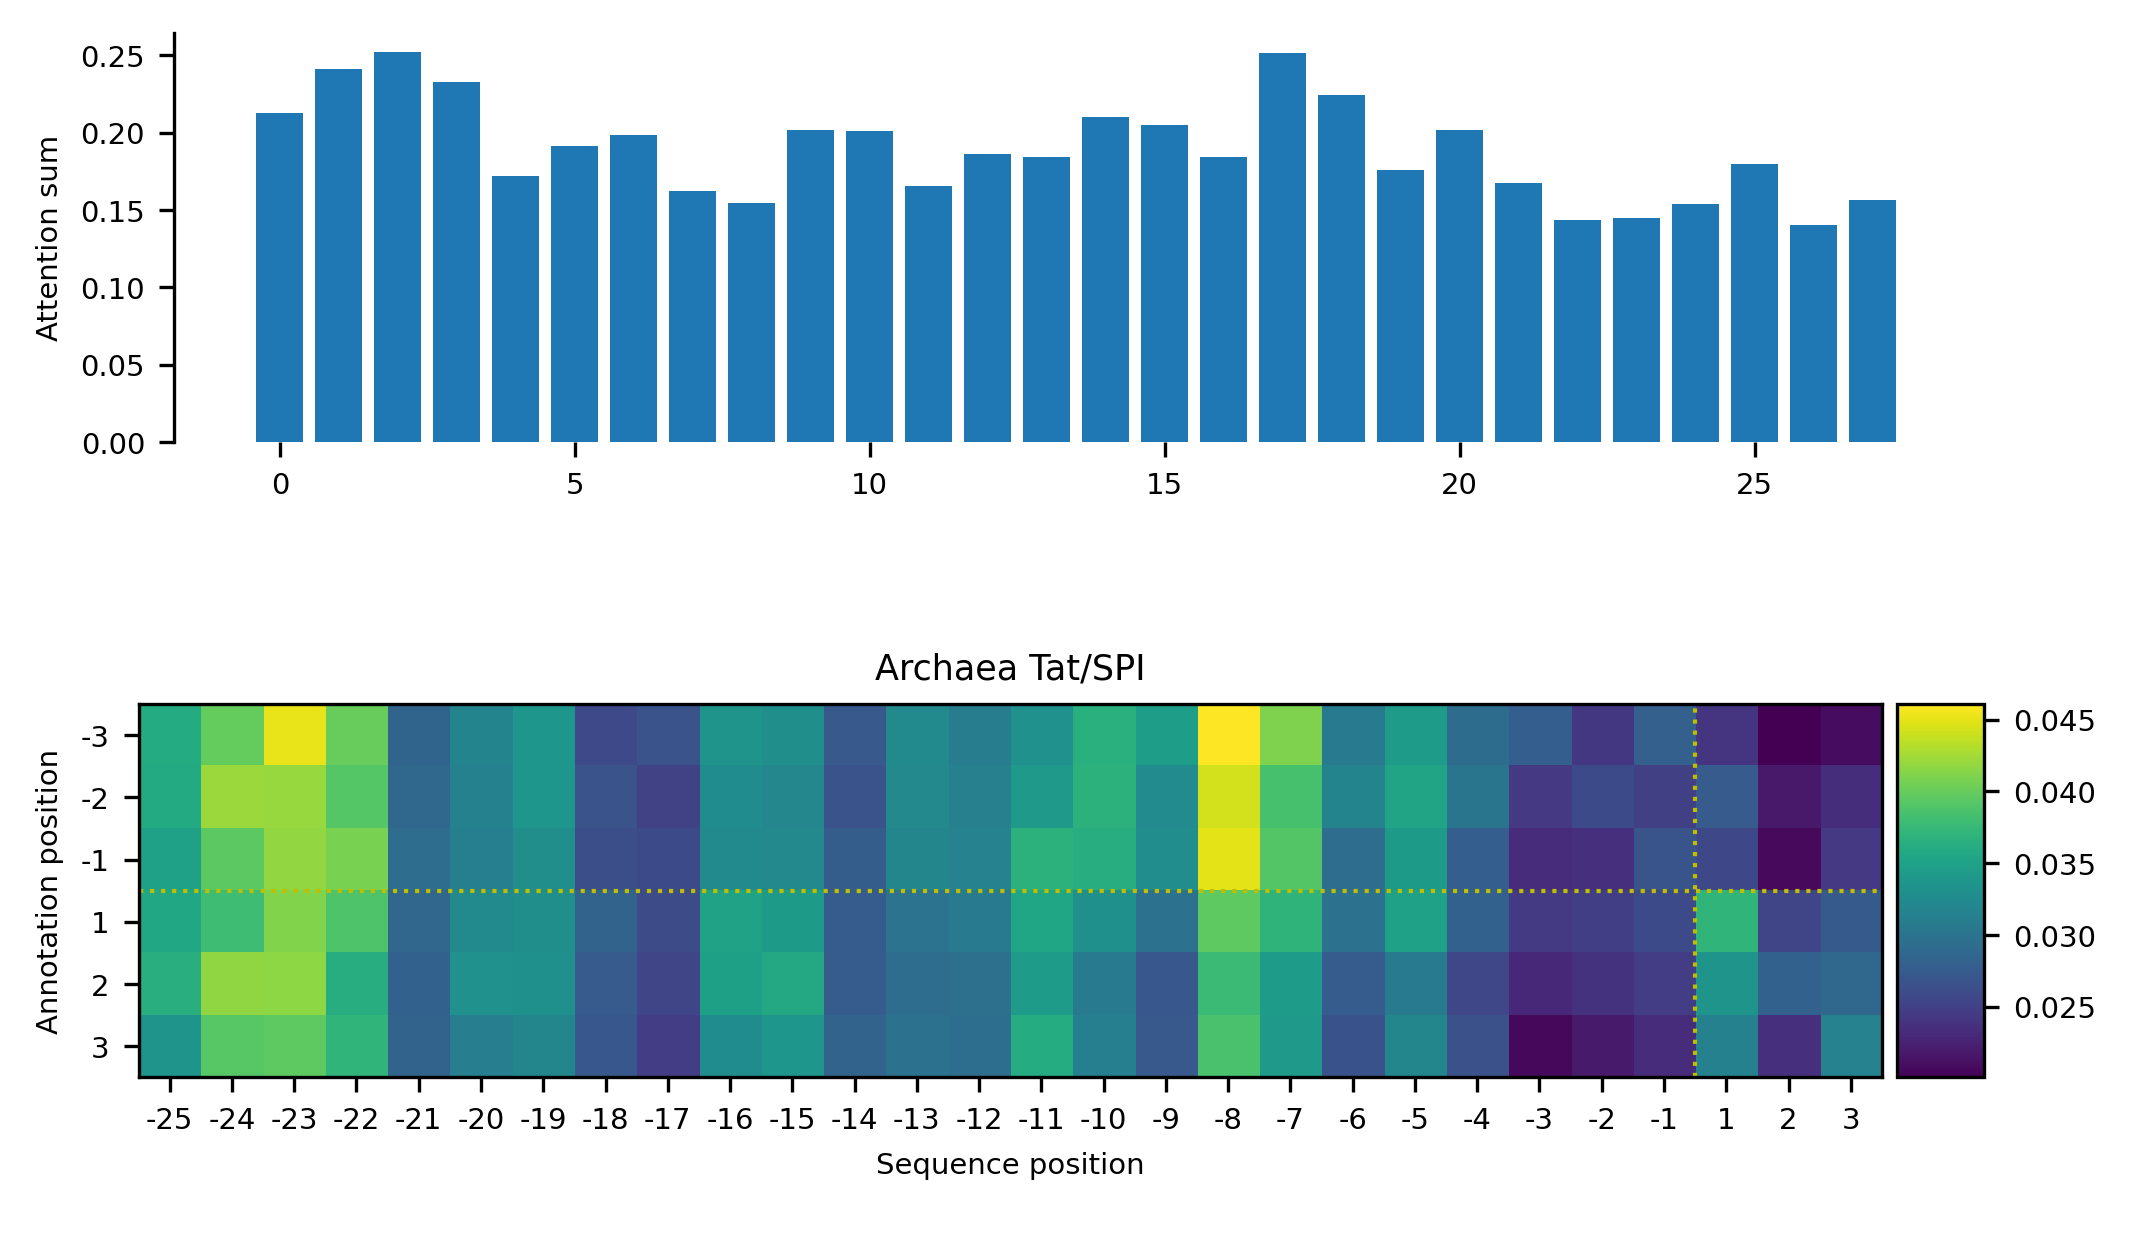 Attention sum
0.25
0.20
0.15
0.10
0.05
0.00
0 5 10 15 20 25
Archaea Tat/SPI
Annotation position
-3
-2
-1
1
2
3
0.045
0.040
0.035
0.030
0.025
-25 -24 -23 -22 -21 -20 -19 -18 -17 -16 -15 -14 -13 -12 -11 -10 -9 -8 -7 -6 -5 -4 -3 -2 -1 1 2 3
Sequence position